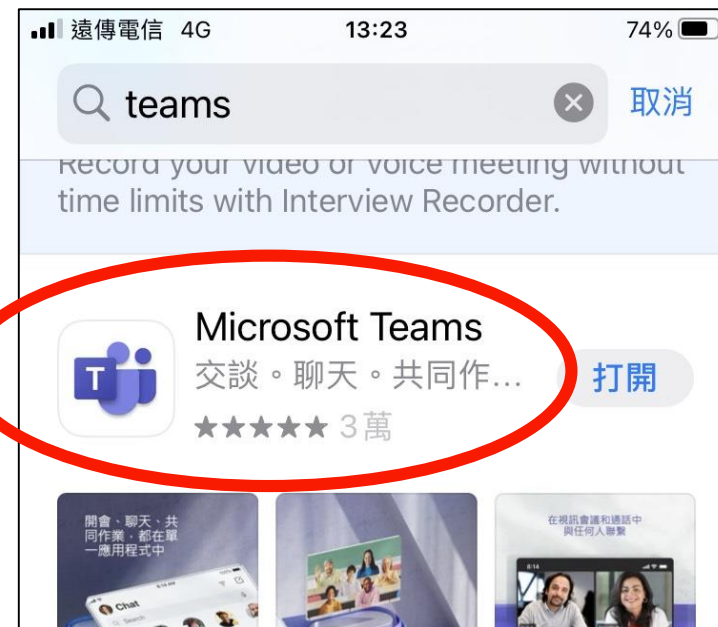 遠傳電信 4G 13:23 74%
teams 取消
Record your video or voice meeting without
time limits with Interview Recorder.
Microsoft Teams
T
交談。聊天。共同作...
打開
★★★★★ 3萬
開會、聊天、共
同作業，都在單
一應用程式中
Chat
Search
在視訊會議和通話中
與任何人聯繫
8:14